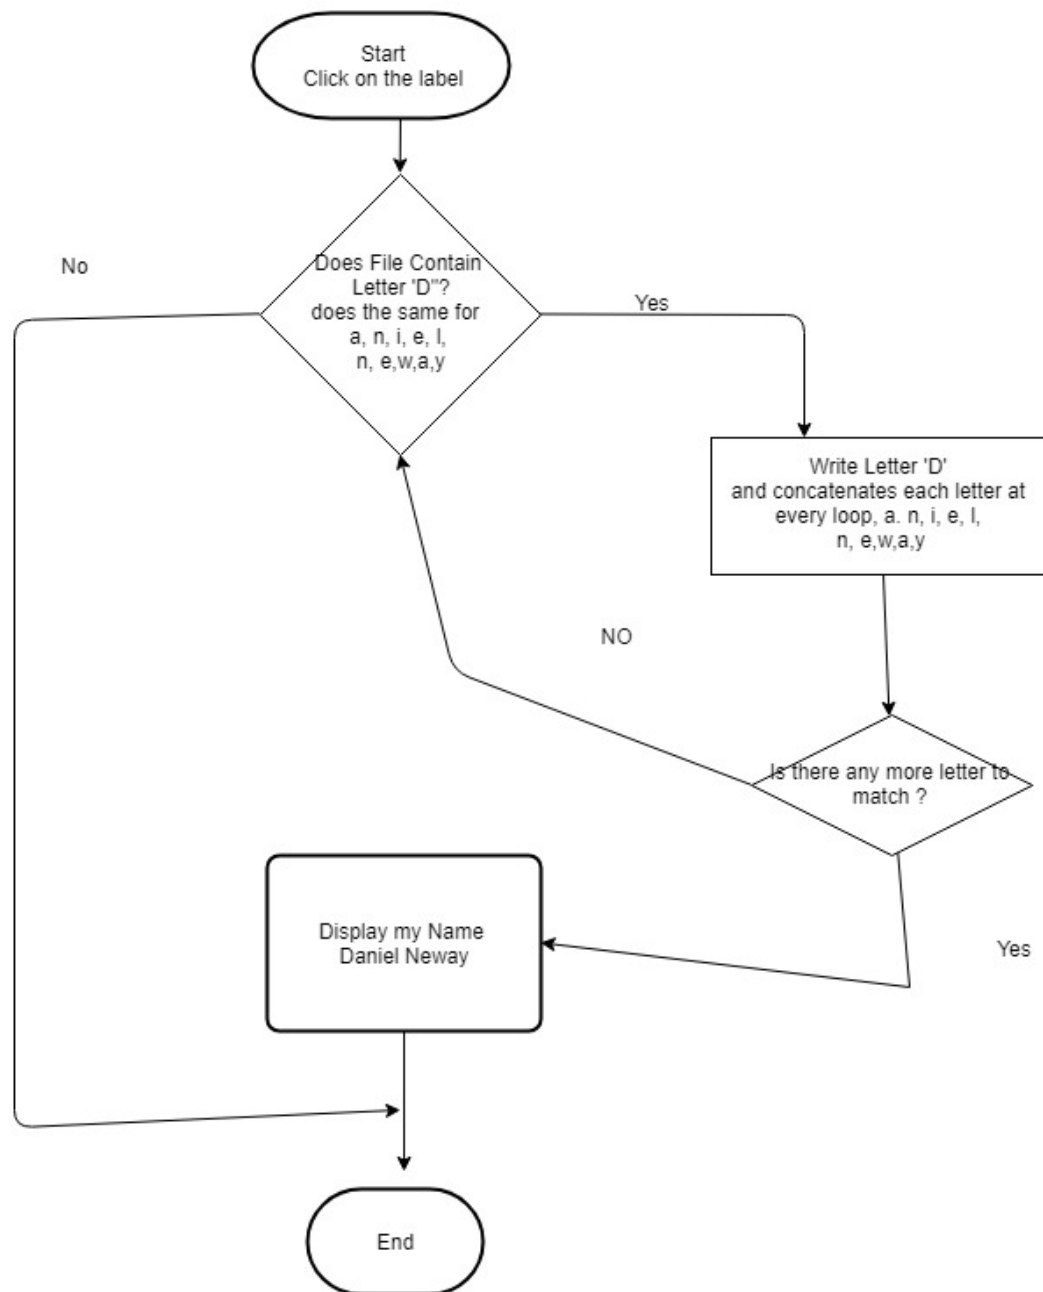 Start
Click on the label
No
Does File Contain
Letter 'D"?
does the same for
a, n, i, e, l,
n, e,w,a,y
Yes
Write Letter 'D'
and concatenates each letter at
every loop, a. n, i, e, l,
n, e,w,a,y
NO
Is there any more letter to
match ?
Display my Name
Daniel Neway
Yes
End